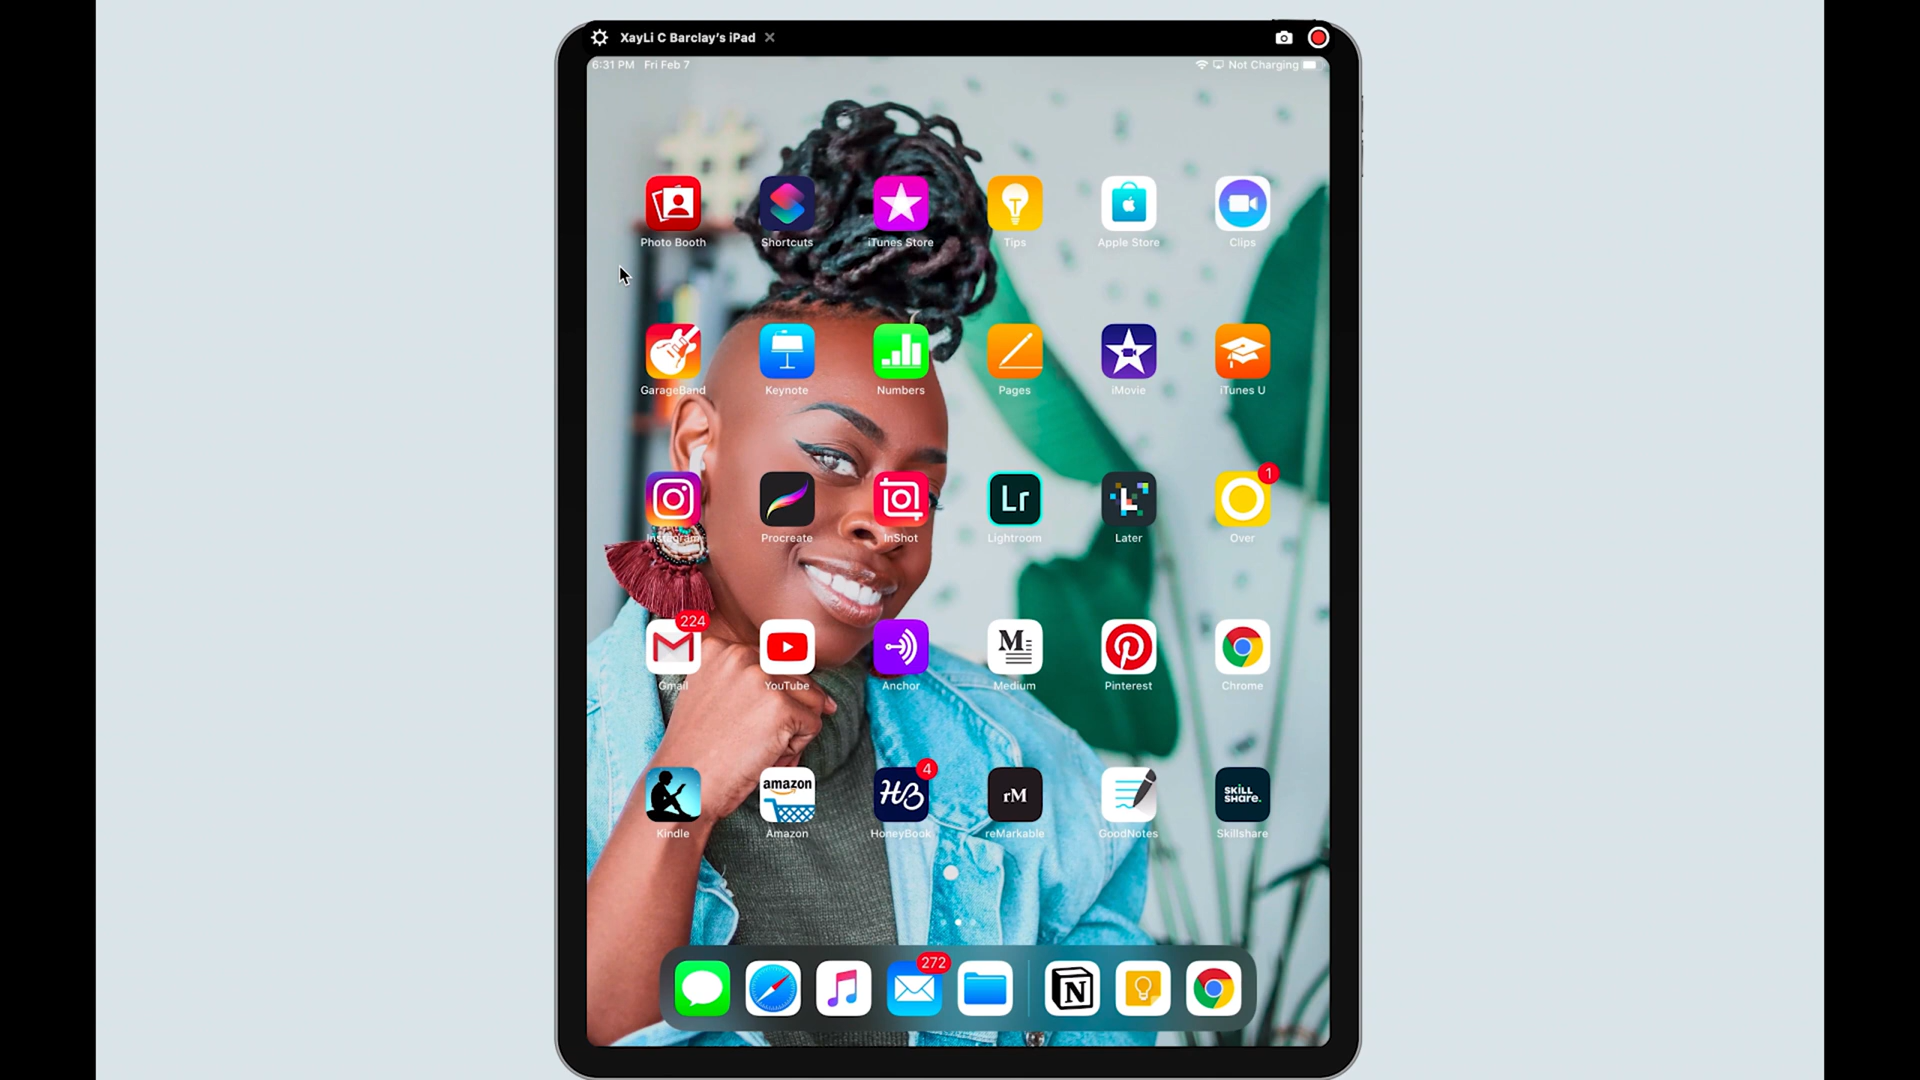 XayLi C Barclay's iPad
6:31 PM Fri Feb 7
Not Charging
Photo Booth
Shortcuts
iTunes Store
Tips
Apple Store
Clips
GarageBand
Keynote
Numbers
Pages
iMovie
iTunes U
Lr
L
1
Instagram
Procreate
InShot
Lightroom
Later
Over
224
M
Gmail
YouTube
Anchor
Medium
Pinterest
Chrome
amazon
HB
4
rM
SKILL
SHARE.
Kindle
Amazon
HoneyBook
reMarkable
GoodNotes
Skillshare
272
N